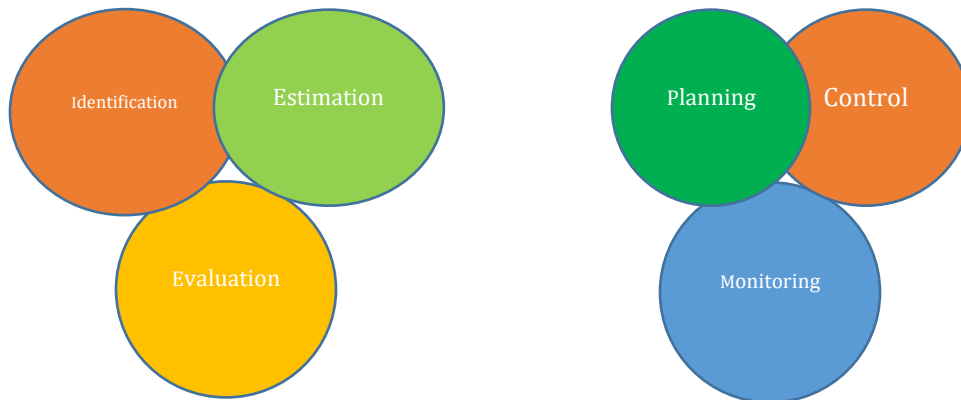 Identification
Estimation
Evaluation
Planning
Control
Monitoring